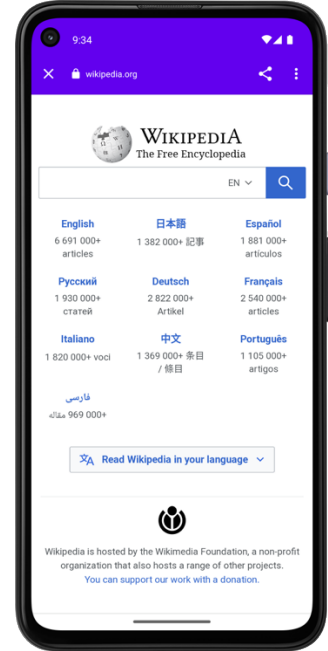 9:34
wikipedia.org
WIKIPEDIA
The Free Encyclopedia
EN
English
6 691 000+
articles
日本語
1 382 000+ 記事
Español
1 881 000+
artículos
Русский
1 930 000+
статей
Deutsch
2 822 000+
Artikel
Français
2 540 000+
articles
Italiano
1 820 000+ voci
中文
1 369 000+ 条目
/ 條目
Português
1 105 000+
artigos
فارسی
969 000+ مقاله
Read Wikipedia in your language
Wikipedia is hosted by the Wikimedia Foundation, a non-profit
organization that also hosts a range of other projects.
You can support our work with a donation.